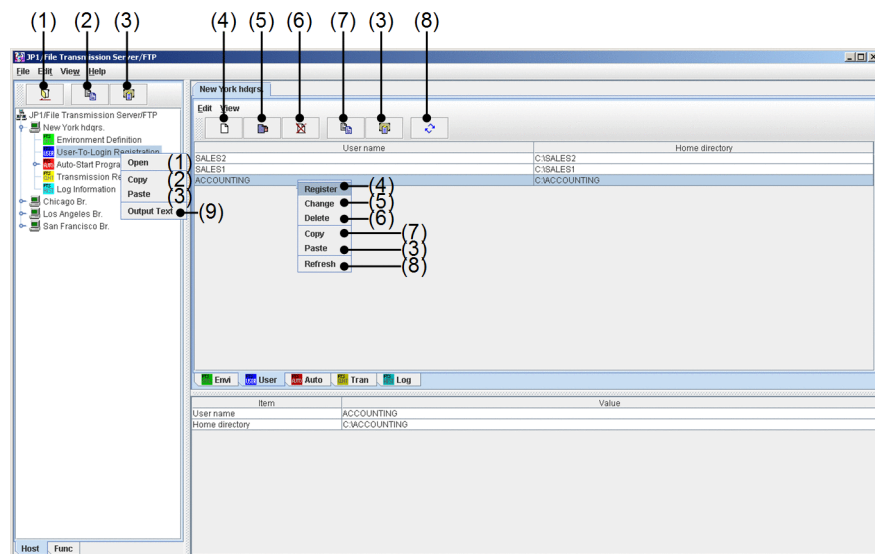 (1) (2) (3) (4) (5) (6) (7) (3) (8)
JP1/File Transmission Server/FTP
File Edit View Help
JP1/File Transmission Server/FTP
New York hdqrs.
Environment Definition
User-To-Login Registration
Auto-Start Progra
Transmission Re
Log Information
Chicago Br.
Los Angeles Br.
San Francisco Br.
Open (1)
Copy (2)
Paste (3)
Output Text (9)
Host Func
New York hdqrs.
Edit View
User name Home directory
SALES2 C:\SALES2
SALES1 C:\SALES1
ACCOUNTING C:\ACCOUNTING
Register (4)
Change (5)
Delete (6)
Copy (7)
Paste (3)
Refresh (8)
Envi User Auto Tran Log
Item Value
User name ACCOUNTING
Home directory C:\ACCOUNTING